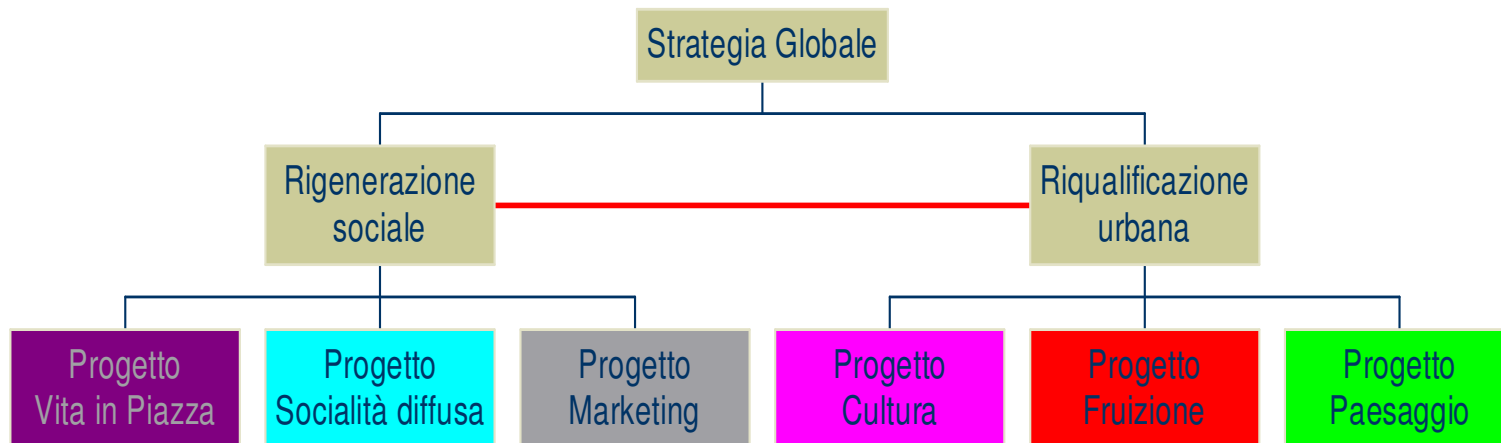 Strategia Globale
Rigenerazione
sociale
Riqualificazione
urbana
Progetto
Vita in Piazza
Progetto
Socialità diffusa
Progetto
Marketing
Progetto
Cultura
Progetto
Fruizione
Progetto
Paesaggio